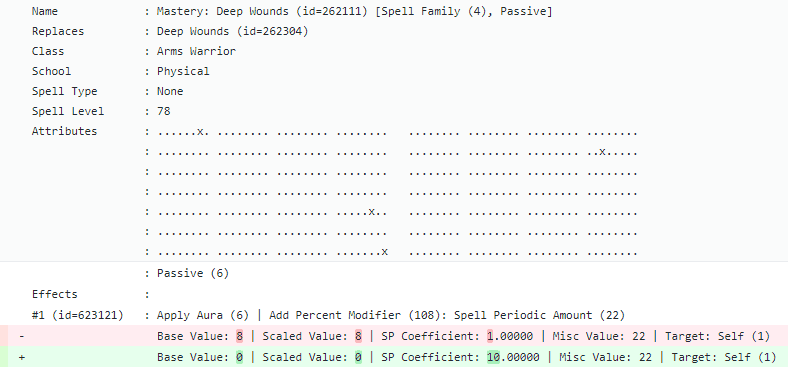 Name : Mastery: Deep Wounds (id=262111) [Spell Family (4), Passive]
Replaces : Deep Wounds (id=262304)
Class : Arms Warrior
School : Physical
Spell Type : None
Spell Level : 78
Attributes : ......x. ........ ........ ........ ........ ........ ........ ........
: ........ ........ ........ ........ ........ ........ ........ ..x.....
: ........ ........ ........ ........ ........ ........ ........ ........
: ........ ........ ........ ........ ........ ........ ........ ........
: ........ ........ ........ .....x.. ........ ........ ........ ........
: ........ ........ ........ ........ ........ ........ ........ ........
: ........ ........ ........ .......x ........ ........ ........ ........
: Passive (6)
Effects :
#1 (id=623121) : Apply Aura (6) | Add Percent Modifier (108): Spell Periodic Amount (22)
- Base Value: 8 | Scaled Value: 8 | SP Coefficient: 1.00000 | Misc Value: 22 | Target: Self (1)
+ Base Value: 0 | Scaled Value: 0 | SP Coefficient: 10.00000 | Misc Value: 22 | Target: Self (1)